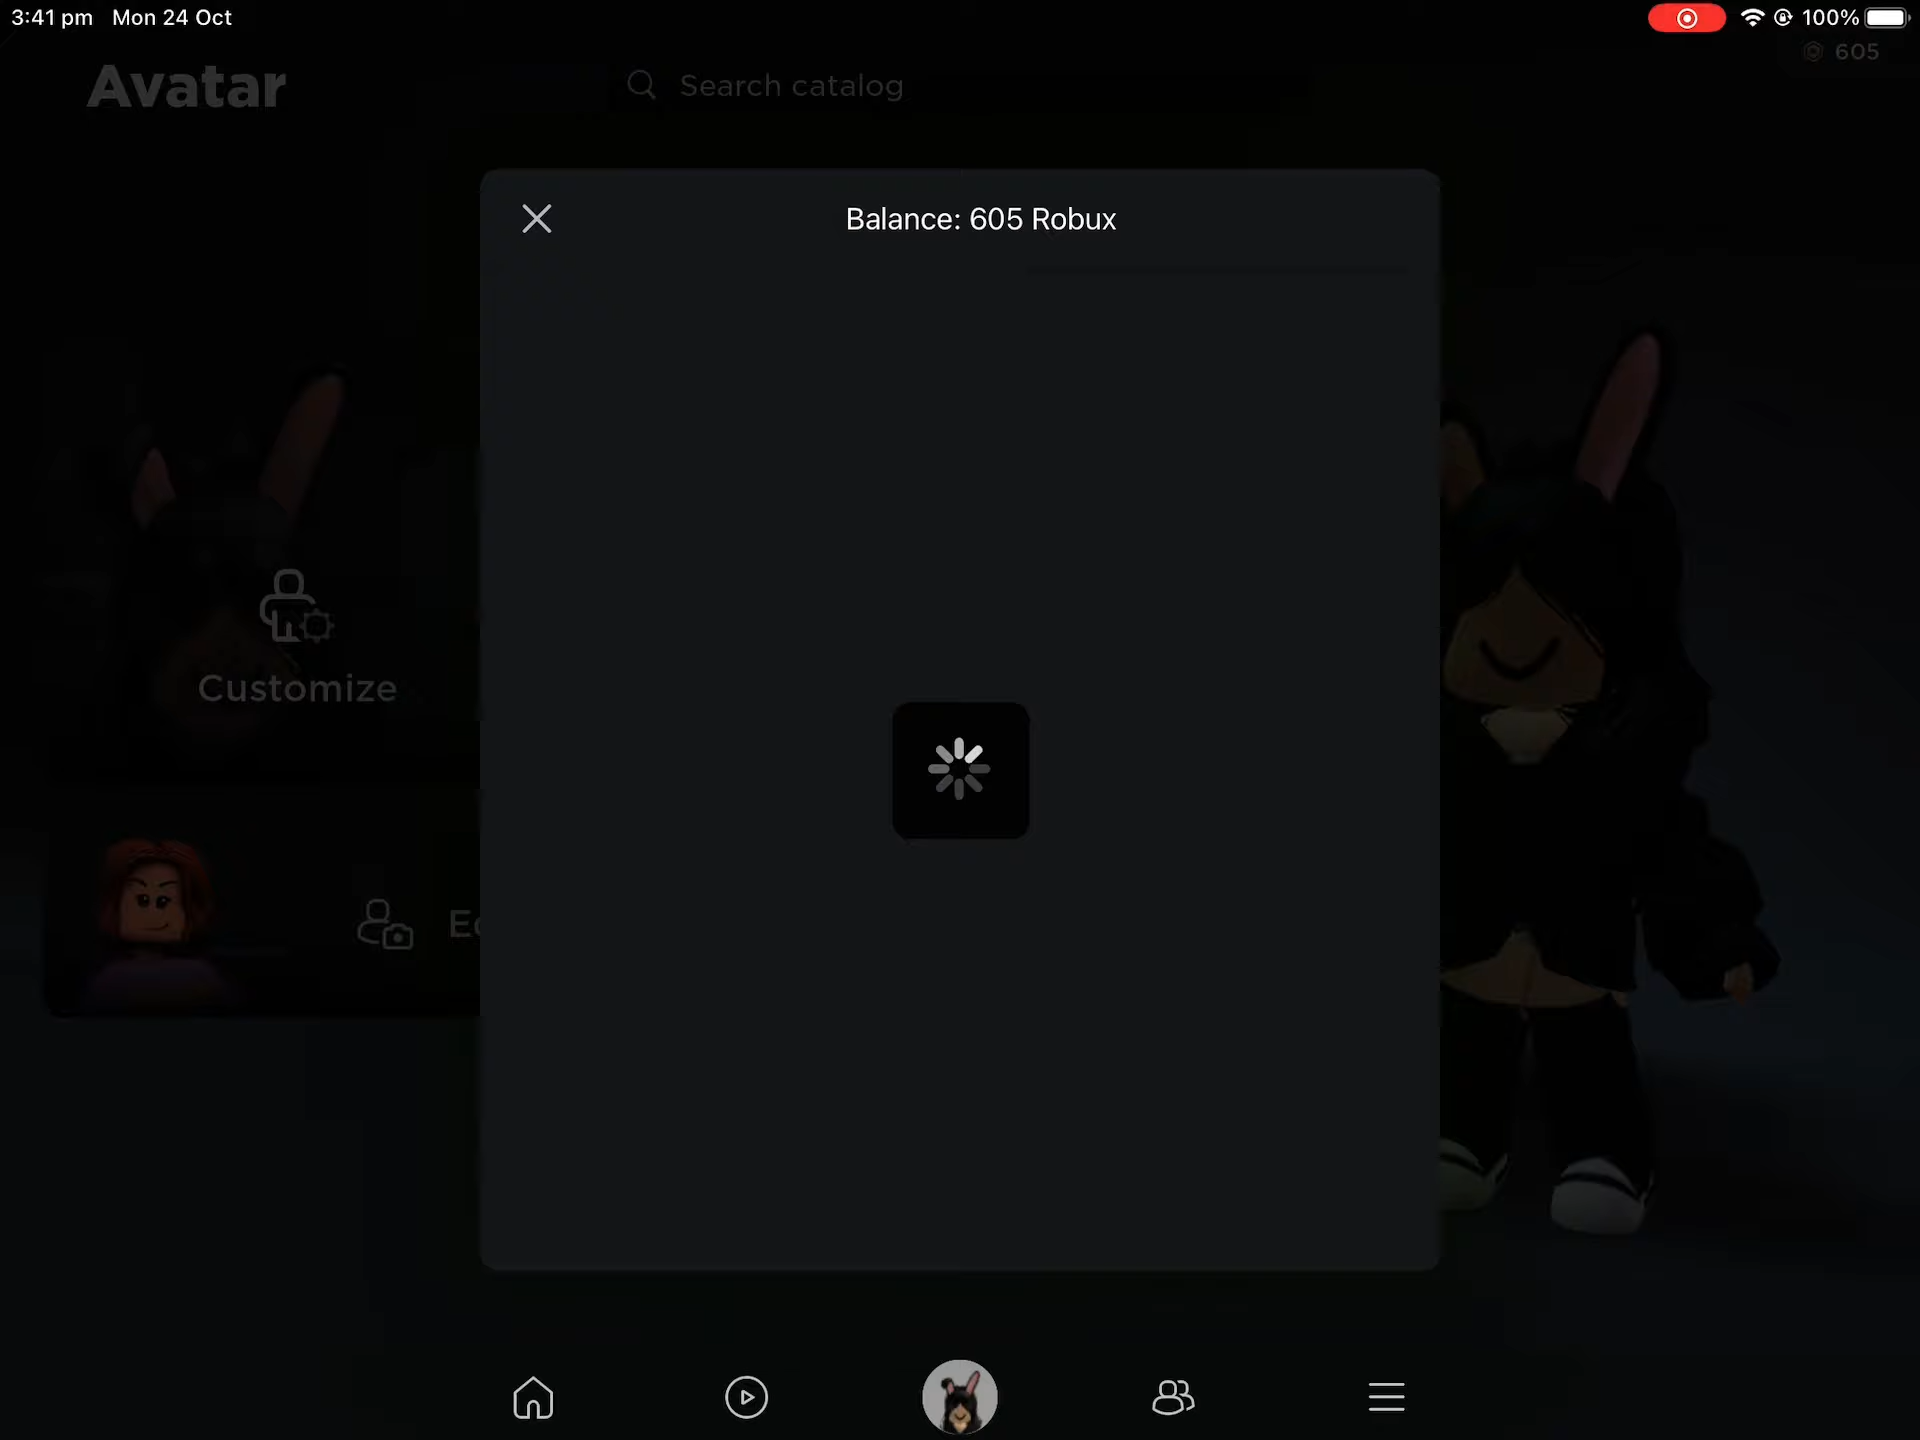 3:41 pm Mon 24 Oct
100%
605
Avatar
Search catalog
Balance: 605 Robux
Customize